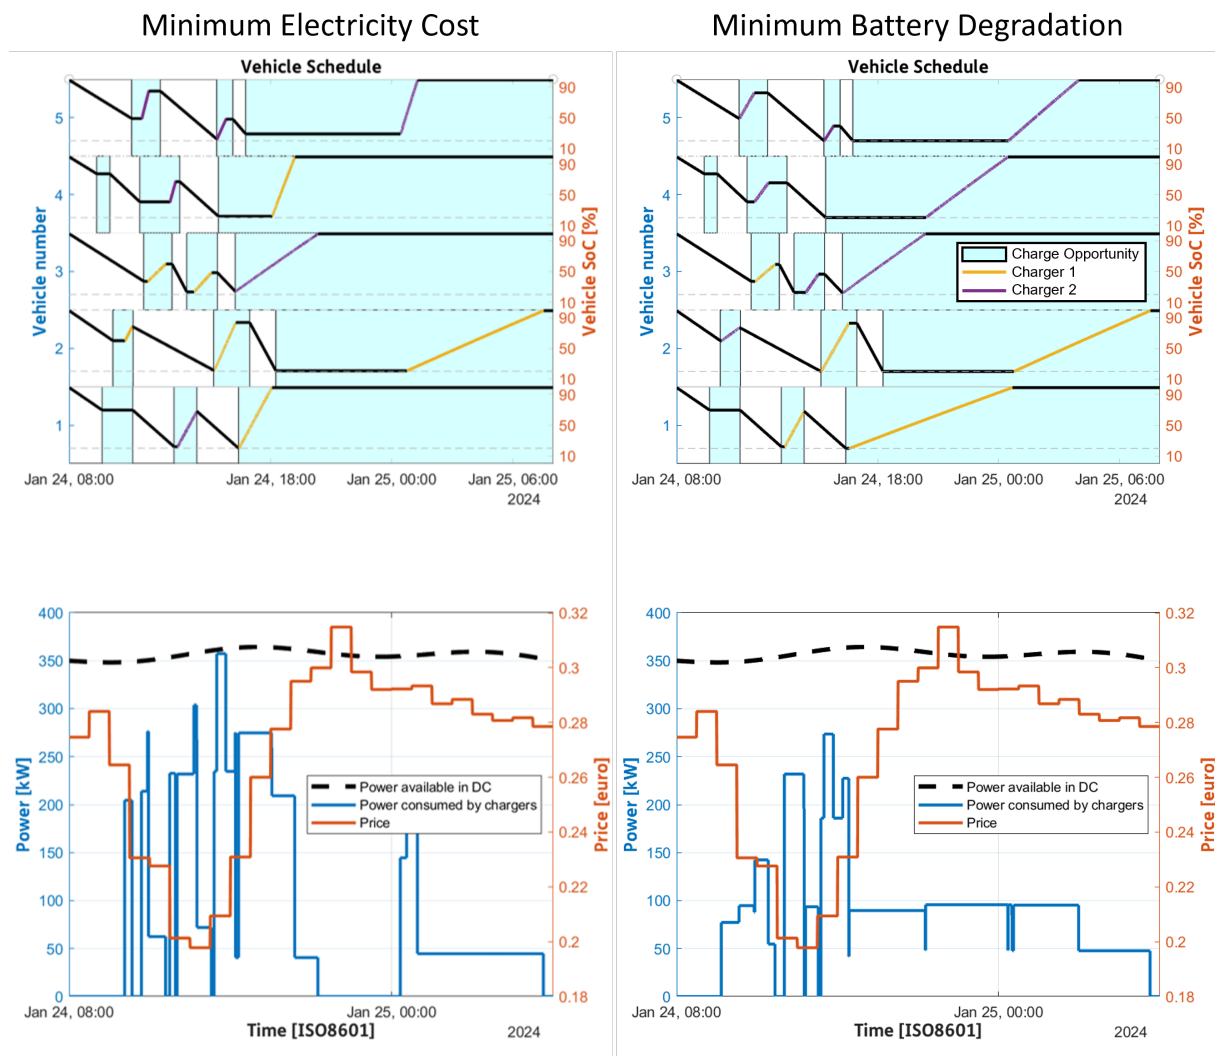 Minimum Electricity Cost
Minimum Battery Degradation
Vehicle Schedule
Vehicle number
5
4
3
2
1
90
50
10
90
50
10
90
50
10
90
50
10
90
50
10
Vehicle SoC [%]
Jan 24, 08:00
Jan 24, 18:00
Jan 25, 00:00
Jan 25, 06:00
2024
Vehicle Schedule
Vehicle number
5
4
3
2
1
90
50
10
90
50
10
90
50
10
90
50
10
90
50
10
Vehicle SoC [%]
Charge Opportunity
Charger 1
Charger 2
Jan 24, 08:00
Jan 24, 18:00
Jan 25, 00:00
Jan 25, 06:00
2024
Power [kW]
400
350
300
250
200
150
100
50
0
0.32
0.3
0.28
0.26
0.24
0.22
0.2
0.18
Price [euro]
Power available in DC
Power consumed by chargers
Price
Jan 24, 08:00
Jan 25, 00:00
Time [ISO8601]
2024
Power [kW]
400
350
300
250
200
150
100
50
0
0.32
0.3
0.28
0.26
0.24
0.22
0.2
0.18
Price [euro]
Power available in DC
Power consumed by chargers
Price
Jan 24, 08:00
Jan 25, 00:00
Time [ISO8601]
2024